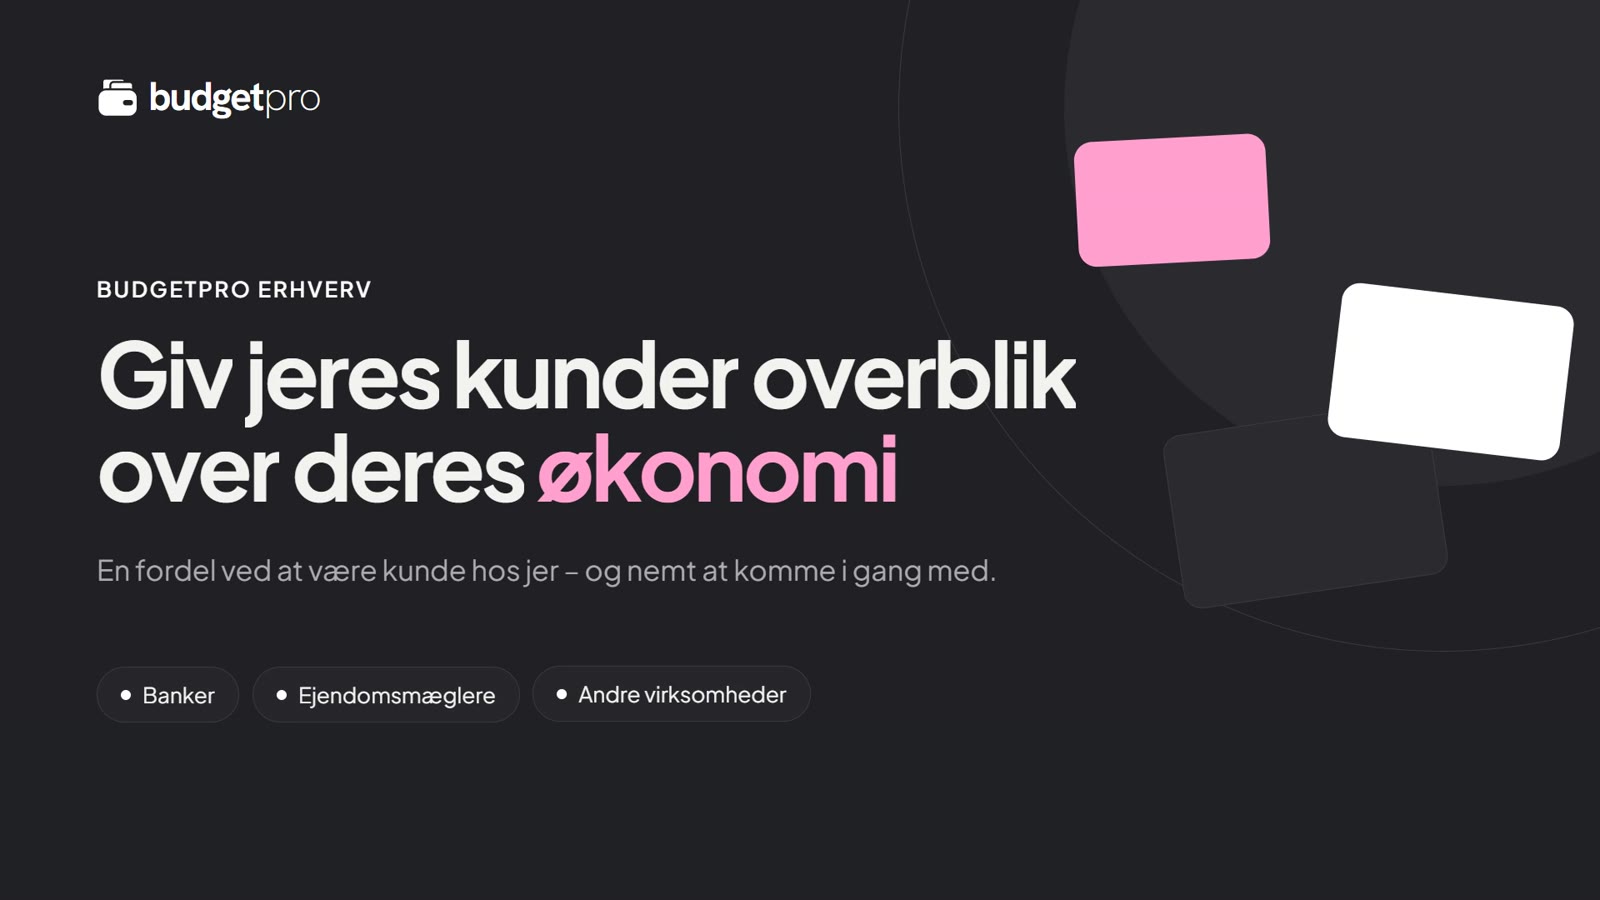 budgetpro
BUDGETPRO ERHVERV
Giv jeres kunder overblik
over deres økonomi
En fordel ved at være kunde hos jer – og nemt at komme i gang med.
Banker
Ejendomsmæglere
Andre virksomheder